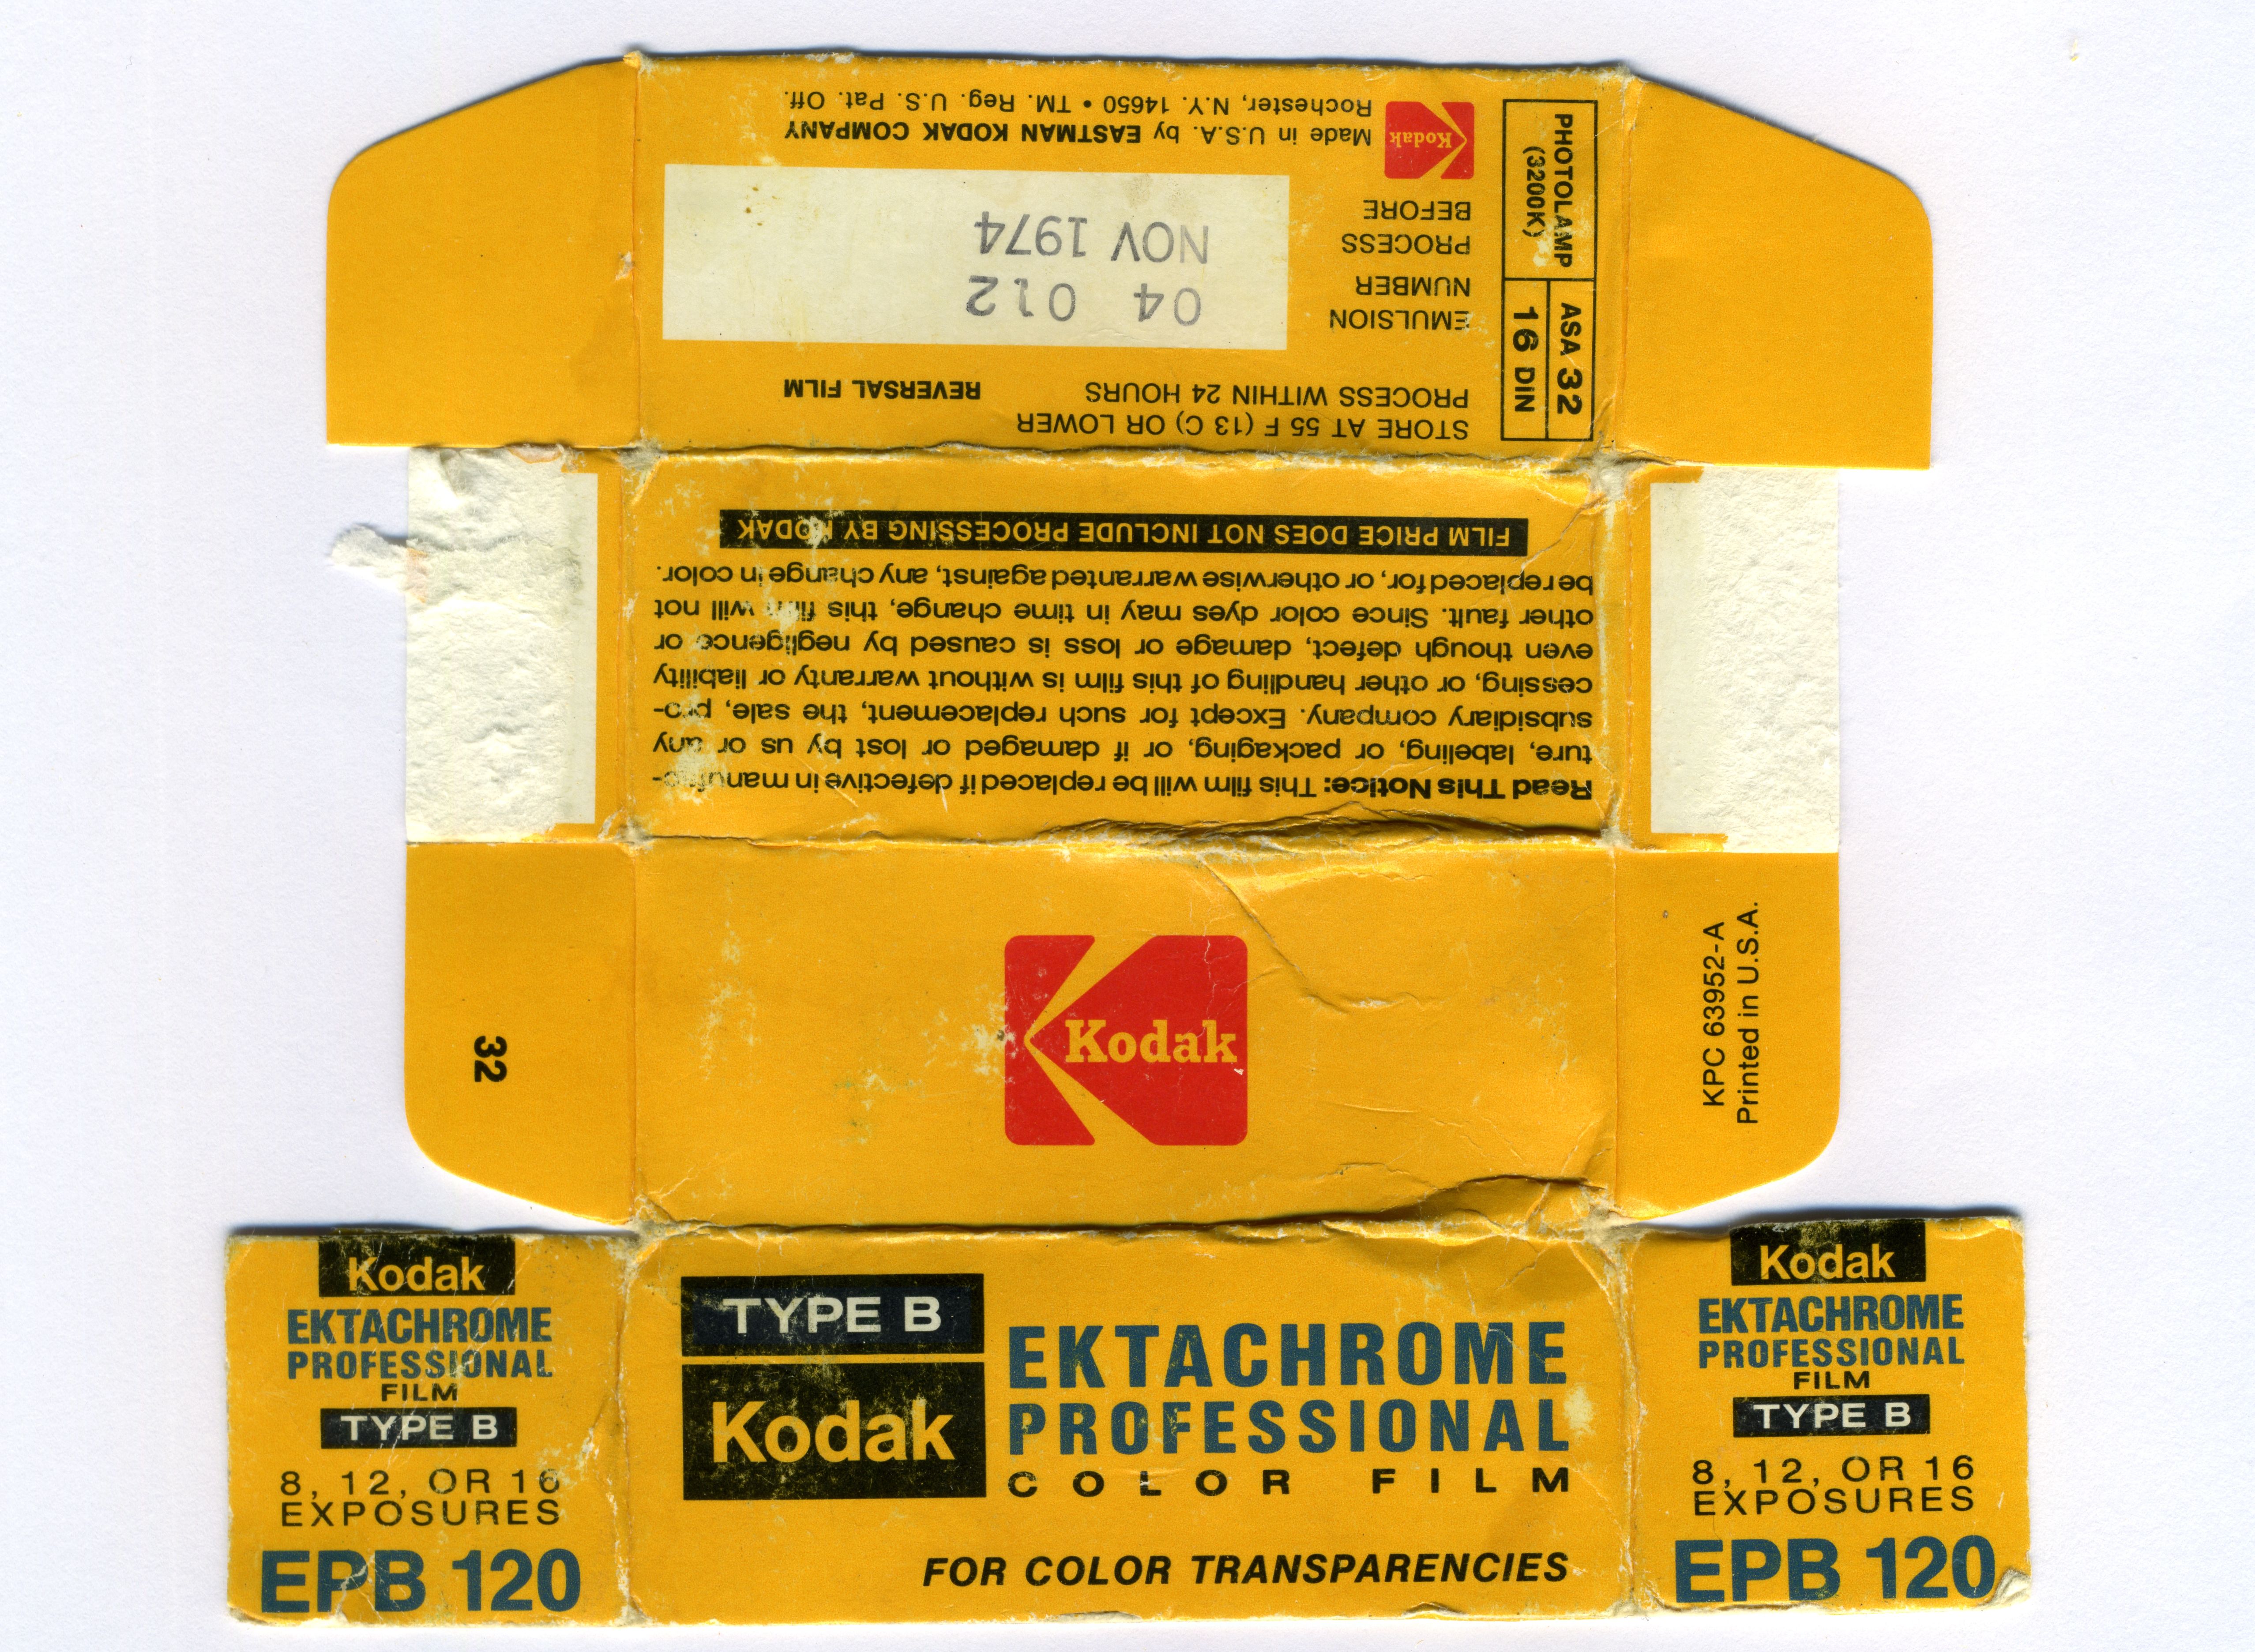 Made in U.S.A. by EASTMAN KODAK COMPANY
Rochester, N.Y. 14650 • TM. Reg. U.S. Pat. Off.
Kodak
PROCESS
BEFORE
NOV 1974
EMULSION
NUMBER
04 012
STORE AT 55 F (13 C) OR LOWER
PROCESS WITHIN 24 HOURS
REVERSAL FILM
PHOTOLAMP
(3200K)
ASA 32
16 DIN
Read This Notice: This film will be replaced if defective in manufac-
ture, labeling, or packaging, or if damaged or lost by us or any
subsidiary company. Except for such replacement, the sale, pro-
cessing, or other handling of this film is without warranty or liability
even though defect, damage or loss is caused by negligence or
other fault. Since color dyes may in time change, this film will not
be replaced for, or otherwise warranted against, any change in color.
FILM PRICE DOES NOT INCLUDE PROCESSING BY KODAK
32
Kodak
KPC 63952-A
Printed in U.S.A.
Kodak
EKTACHROME
PROFESSIONAL
FILM
TYPE B
8, 12, OR 16
EXPOSURES
EPB 120
TYPE B
Kodak
EKTACHROME
PROFESSIONAL
COLOR FILM
FOR COLOR TRANSPARENCIES
Kodak
EKTACHROME
PROFESSIONAL
FILM
TYPE B
8, 12, OR 16
EXPOSURES
EPB 120